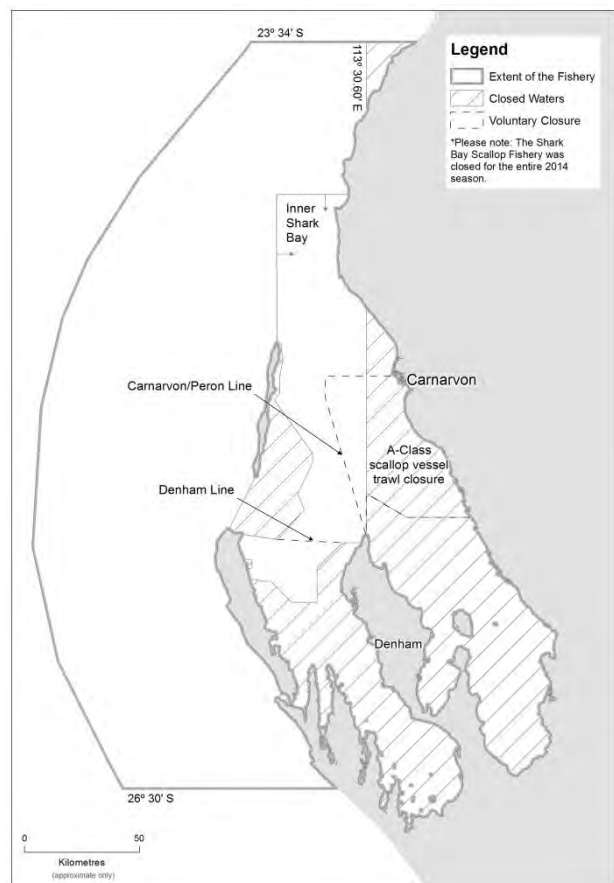 23º 34' S
113º 30.60' E
Legend
Extent of the Fishery
Closed Waters
Voluntary Closure
*Please note: The Shark
Bay Scallop Fishery was
closed for the entire 2014
season.
Inner
Shark
Bay
Carnarvon/Peron Line
Carnarvon
A-Class
scallop vessel
trawl closure
Denham Line
Denham
26º 30' S
0 50
Kilometres
(approximate only)